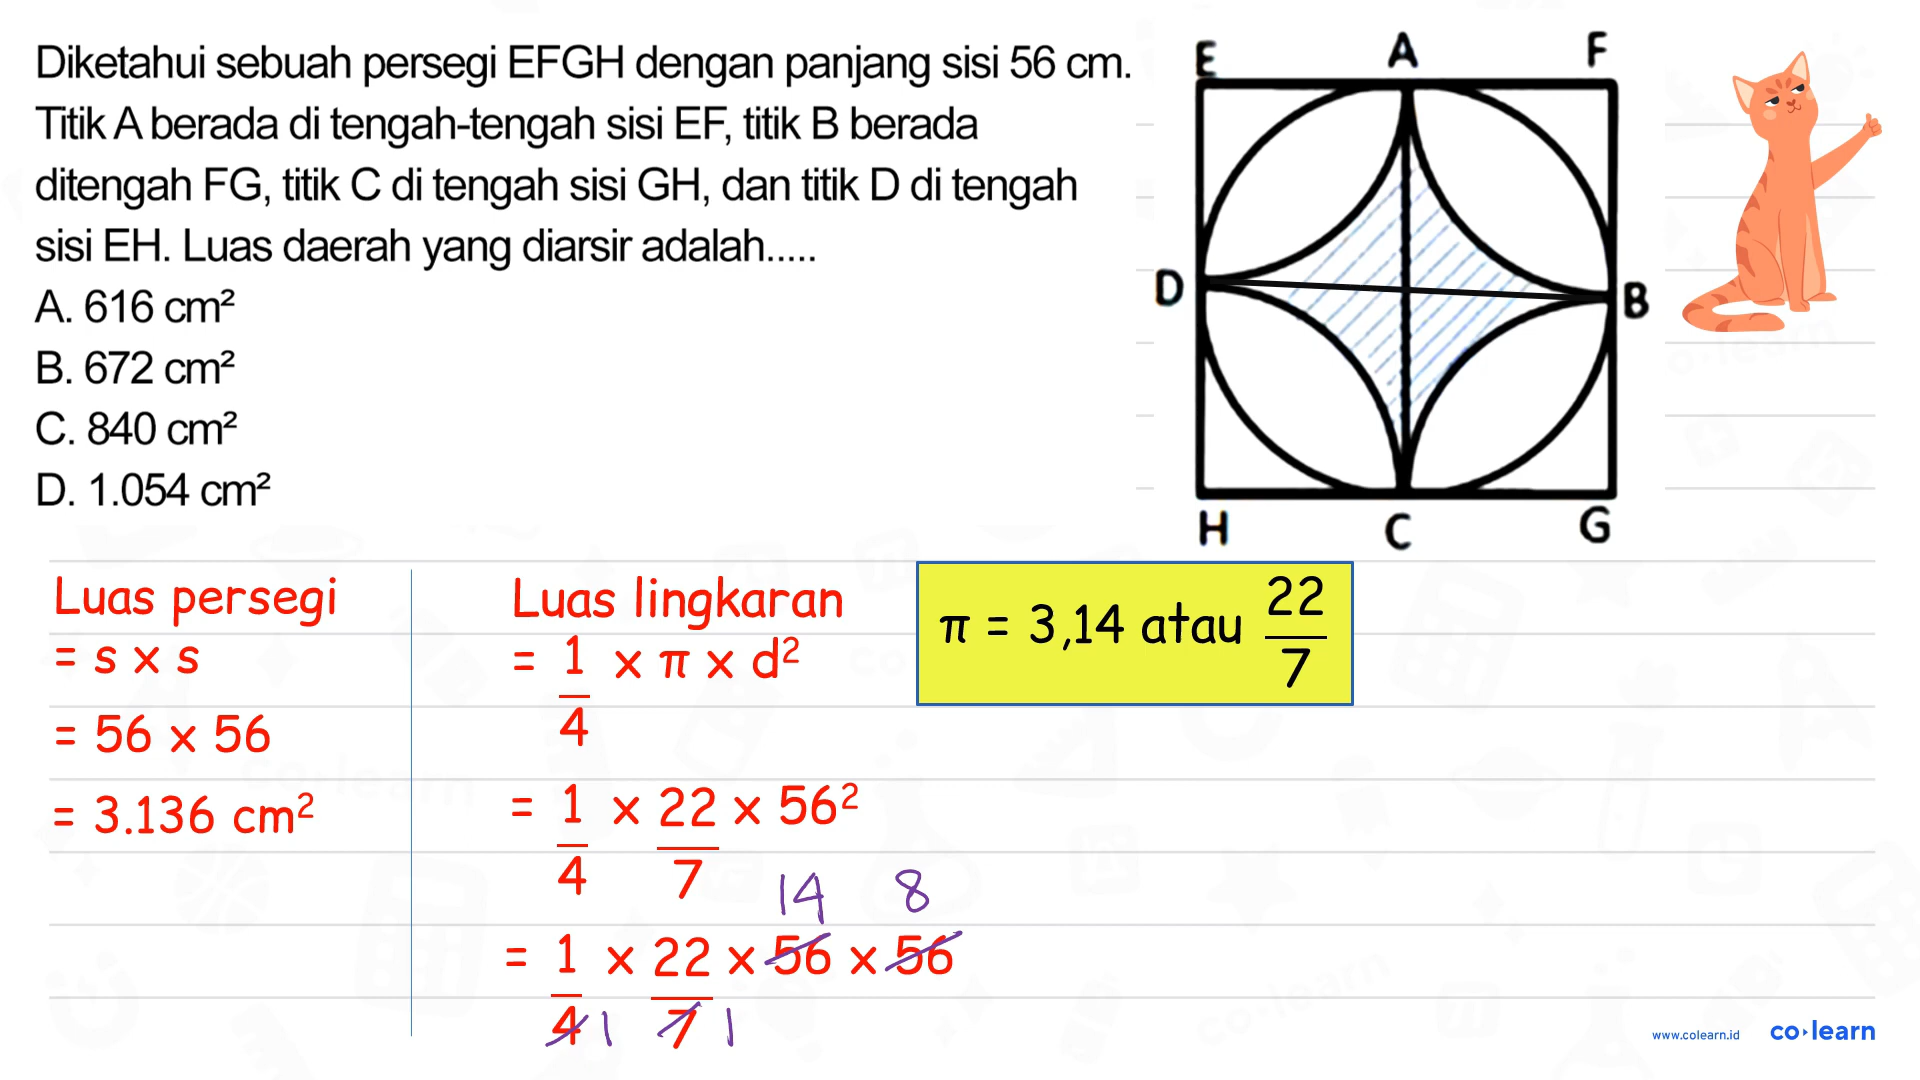 Diketahui sebuah persegi EFGH dengan panjang sisi 56 cm.
Titik A berada di tengah-tengah sisi EF, titik B berada
ditengah FG, titik C di tengah sisi GH, dan titik D di tengah
sisi EH. Luas daerah yang diarsir adalah.....
A. 616 cm²
B. 672 cm²
C. 840 cm²
D. 1.054 cm²
E A F
D B
H C G
Luas persegi
= s x s
= 56 x 56
= 3.136 cm²
Luas lingkaran
= 1/4 x π x d²
= 1/4 x 22/7 x 56²
14 8
= 1/4 x 22/7 x 56 x 56
1 1
π = 3,14 atau 22/7
www.colearn.id co·learn